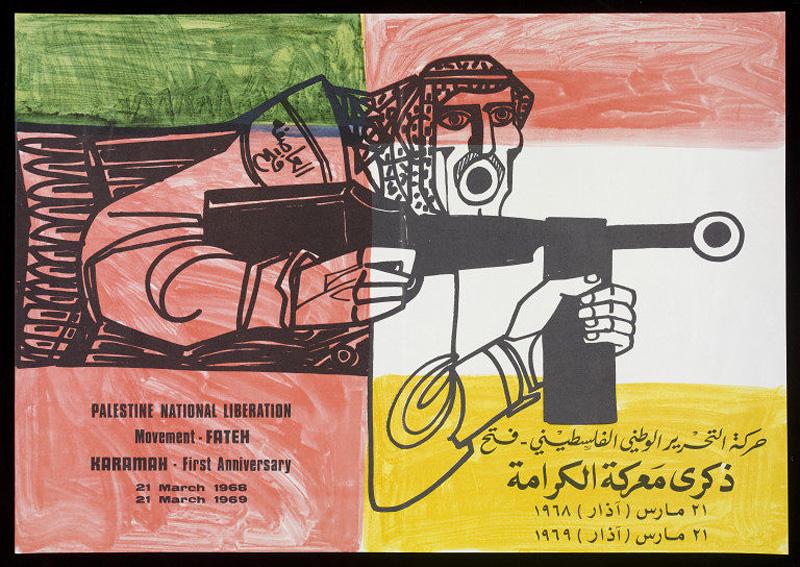 العاصفة
PALESTINE NATIONAL LIBERATION
Movement - FATEH
KARAMAH - First Anniversary
21 March 1968
21 March 1969
حركة التحرير الوطني الفلسطيني - فتح
ذكرى معركة الكرامة
٢١ مارس ( آذار ) ١٩٦٨
٢١ مارس ( آذار ) ١٩٦٩